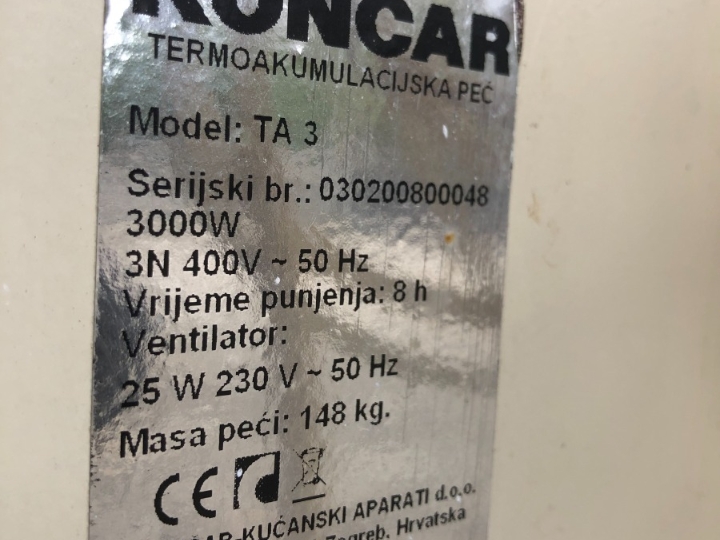 KONČAR
TERMOAKUMULACIJSKA PEĆ
Model: TA 3
Serijski br.: 030200800048
3000W
3N 400V ~ 50 Hz
Vrijeme punjenja: 8 h
Ventilator:
25 W 230 V ~ 50 Hz
Masa peći: 148 kg.
CE
KUĆANSKI APARATI d.o.o.
Zagreb, Hrvatska